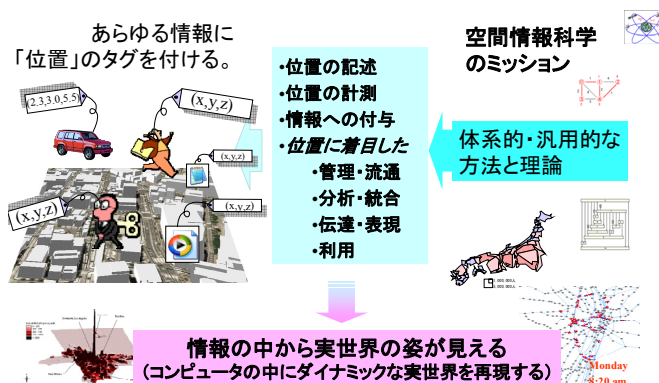 あらゆる情報に
「位置」のタグを付ける。
(2.3,3.0,5.5)
(x,y,z)
(x,y,z)
(x,y,z)
(x,y,z)
・位置の記述
・位置の計測
・情報への付与
・位置に着目した
・管理・流通
・分析・統合
・伝達・表現
・利用
空間情報科学
のミッション
体系的・汎用的な
方法と理論
情報の中から実世界の姿が見える
(コンピュータの中にダイナミックな実世界を再現する)
Monday
8:20 am